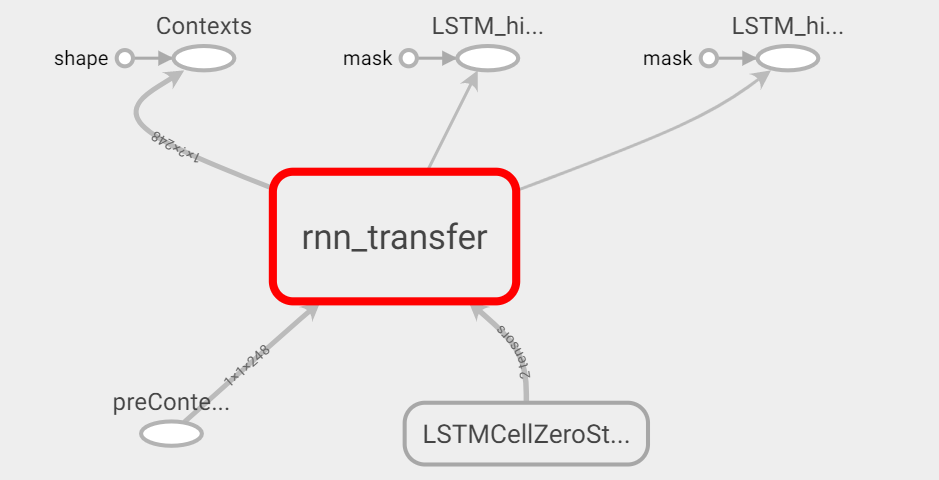 Contexts
LSTM_hi...
LSTM_hi...
shape
mask
mask
1×?×248
rnn_transfer
1×1×248
2 tensors
preConte...
LSTMCellZeroSt...